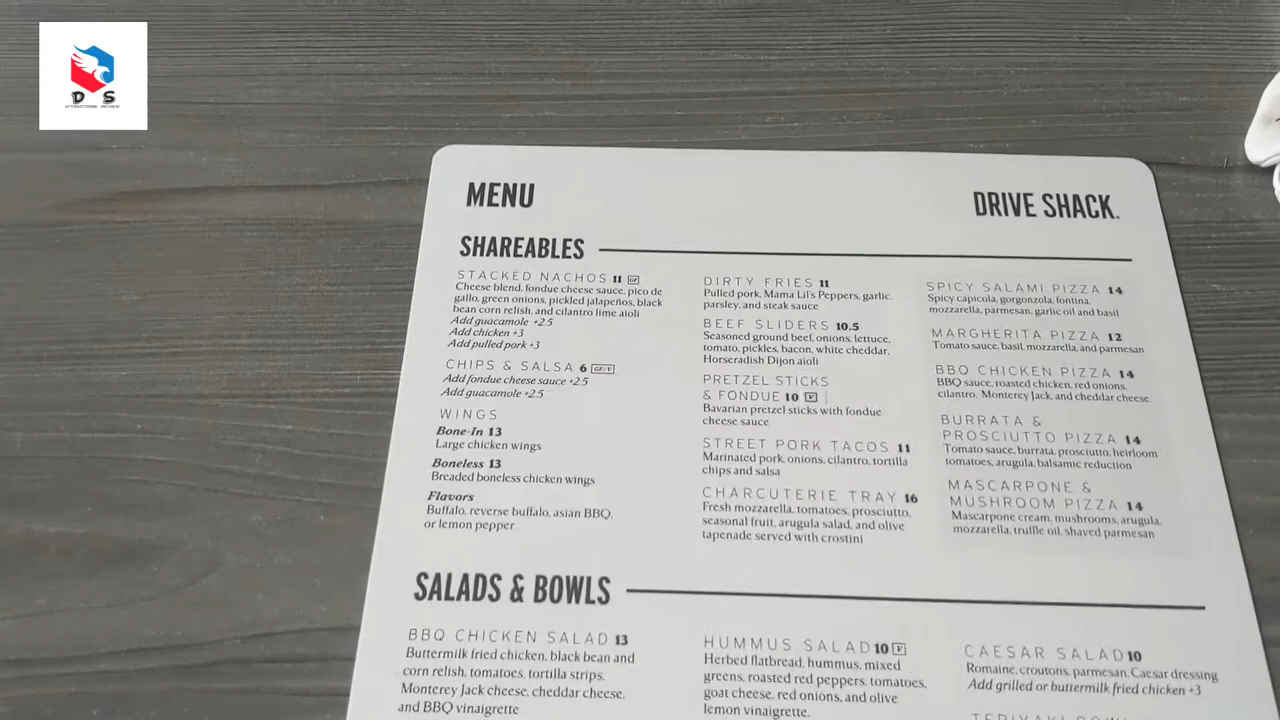 D S
ATTRACTIONS REVIEW
MENU
DRIVE SHACK.
SHAREABLES
STACKED NACHOS 11 GF
Cheese blend, fondue cheese sauce, pico de
gallo, green onions, pickled jalapeños, black
bean corn relish, and cilantro lime aioli
Add guacamole +2.5
Add chicken +3
Add pulled pork +3
CHIPS & SALSA 6 GF/V
Add fondue cheese sauce +2.5
Add guacamole +2.5
WINGS
Bone-In 13
Large chicken wings
Boneless 13
Breaded boneless chicken wings
Flavors
Buffalo, reverse buffalo, asian BBQ,
or lemon pepper
DIRTY FRIES 11
Pulled pork, Mama Lil's Peppers, garlic,
parsley, and steak sauce
BEEF SLIDERS 10.5
Seasoned ground beef, onions, lettuce,
tomato, pickles, bacon, white cheddar,
Horseradish Dijon aioli
PRETZEL STICKS
& FONDUE 10 V
Bavarian pretzel sticks with fondue
cheese sauce
STREET PORK TACOS 11
Marinated pork, onions, cilantro, tortilla
chips and salsa
CHARCUTERIE TRAY 16
Fresh mozzarella, tomatoes, prosciutto,
seasonal fruit, arugula salad, and olive
tapenade served with crostini
SPICY SALAMI PIZZA 14
Spicy capicola, gorgonzola, fontina,
mozzarella, parmesan, garlic oil and basil
MARGHERITA PIZZA 12
Tomato sauce, basil, mozzarella, and parmesan
BBQ CHICKEN PIZZA 14
BBQ sauce, roasted chicken, red onions,
cilantro, Monterey Jack, and cheddar cheese
BURRATA &
PROSCIUTTO PIZZA 14
Tomato sauce, burrata, prosciutto, heirloom
tomatoes, arugula, balsamic reduction
MASCARPONE &
MUSHROOM PIZZA 14
Mascarpone cream, mushrooms, arugula,
mozzarella, truffle oil, shaved parmesan
SALADS & BOWLS
BBQ CHICKEN SALAD 13
Buttermilk fried chicken, black bean and
corn relish, tomatoes, tortilla strips,
Monterey Jack cheese, cheddar cheese,
and BBQ vinaigrette
HUMMUS SALAD 10 V
Herbed flatbread, hummus, mixed
greens, roasted red peppers, tomatoes,
goat cheese, red onions, and olive
lemon vinaigrette.
CAESAR SALAD 10
Romaine, croutons, parmesan, Caesar dressing
Add grilled or buttermilk fried chicken +3
TERIYAKI BOWL